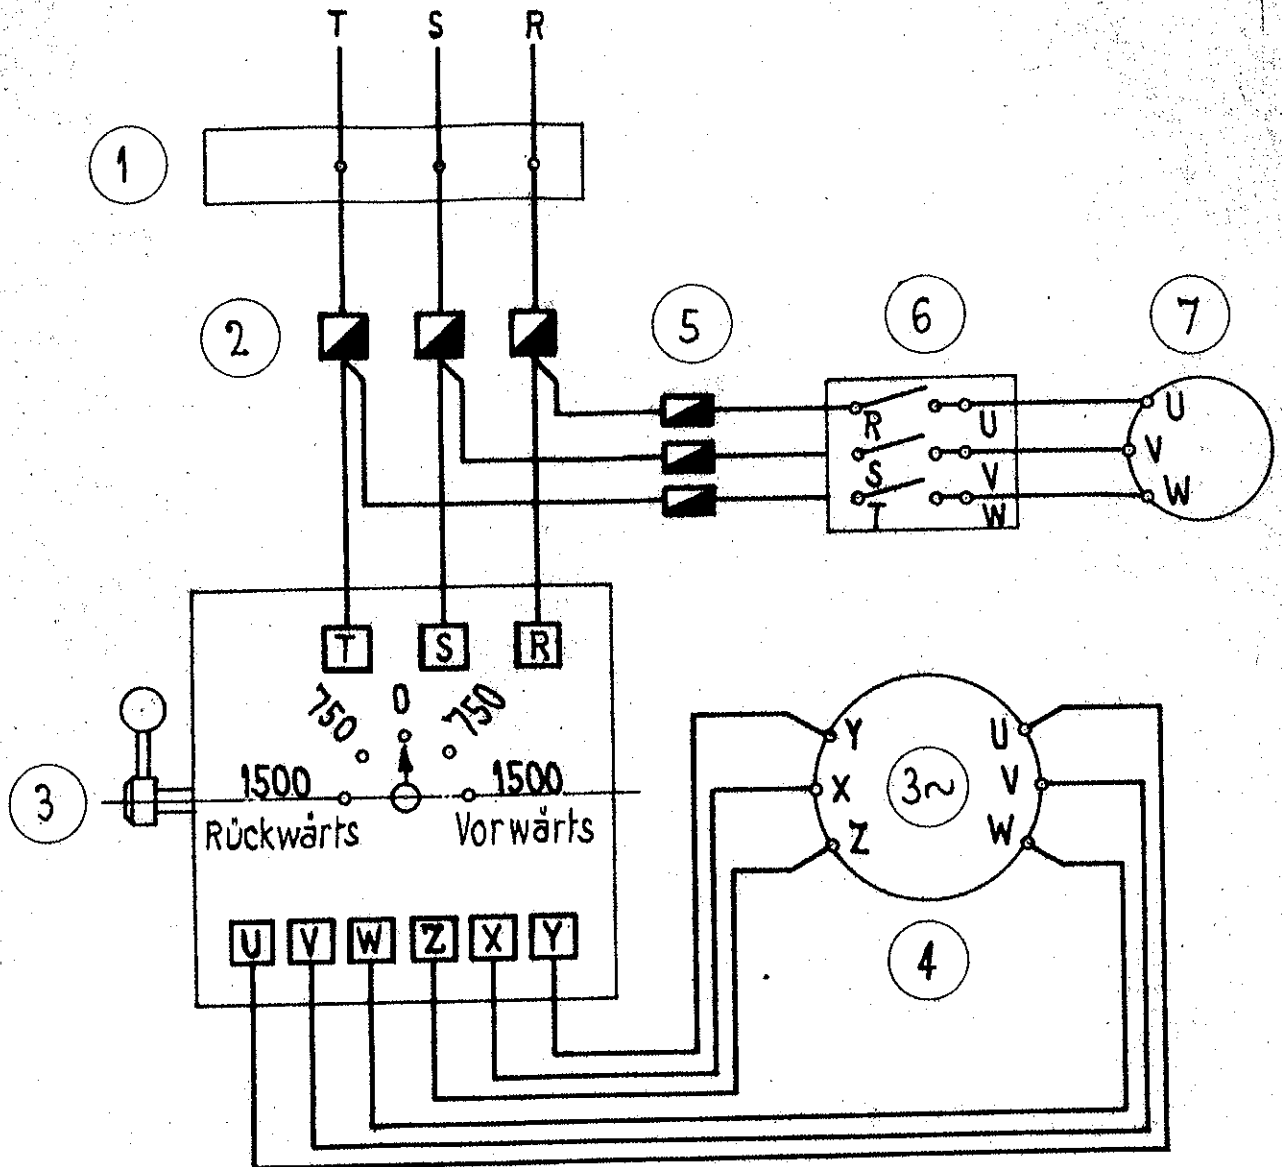 T S R
1
2
5
6
7
R U U
S V V
T W W
T S R
750 0 750
1500 1500
Rückwärts Vorwärts
3
Y U
X 3~ V
Z W
4
U V W Z X Y